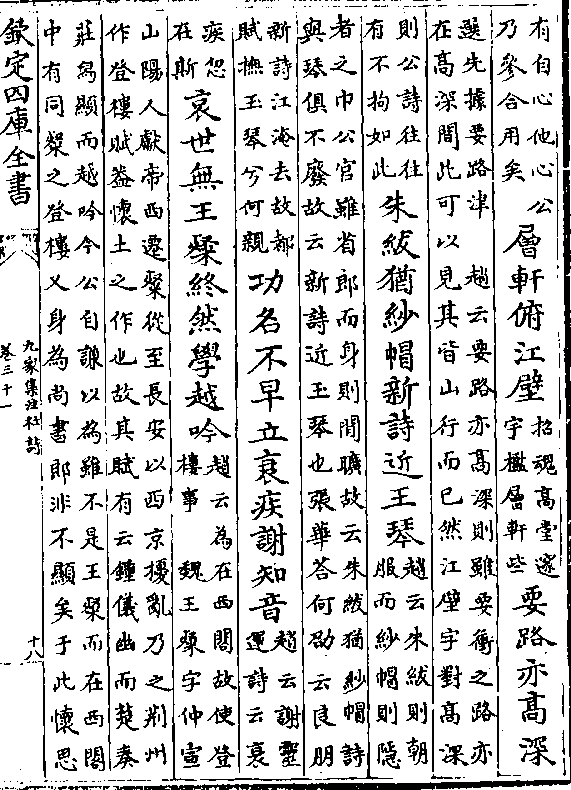 有自心他心公
乃參合用矣
層軒俯江壁
招魂高堂邃
宇檻層軒些
要路亦高深
選先據要路津　趙云要路亦高深則雖要衝之路亦
在高深間此可以見其皆山行而已然江壁字對高深
則公詩往往
有不拘如此
朱紱猶紗帽新詩近王琴
趙云朱紱則朝
服而紗帽則隱
者之巾公官雖省郎而身則閒曠故云朱紱猶紗帽詩
與琴俱不廢故云新詩近玉琴也張華荅何劭云良朋
新詩江淹去故鄉
賦撫玉琴兮何親
功名不早立衰疾謝知音
趙云謝靈
運詩云衰
疾忽
在斯
哀世無王粲終然學越吟
趙云為在西閣故使登
樓事　魏王粲字仲宣
山陽人獻帝西遷粲從至長安以西京擾亂乃之荆州
作登樓賦葢懷土之作也故其賦有云鍾儀幽而楚奏
莊舃顯而越吟今公自謙以為雖不是王粲而在西閣
中有同粲之登樓又身為尚書郎非不顯矣于此懷思
欽定四庫全書
九家集注杜詩
卷三十一
十八